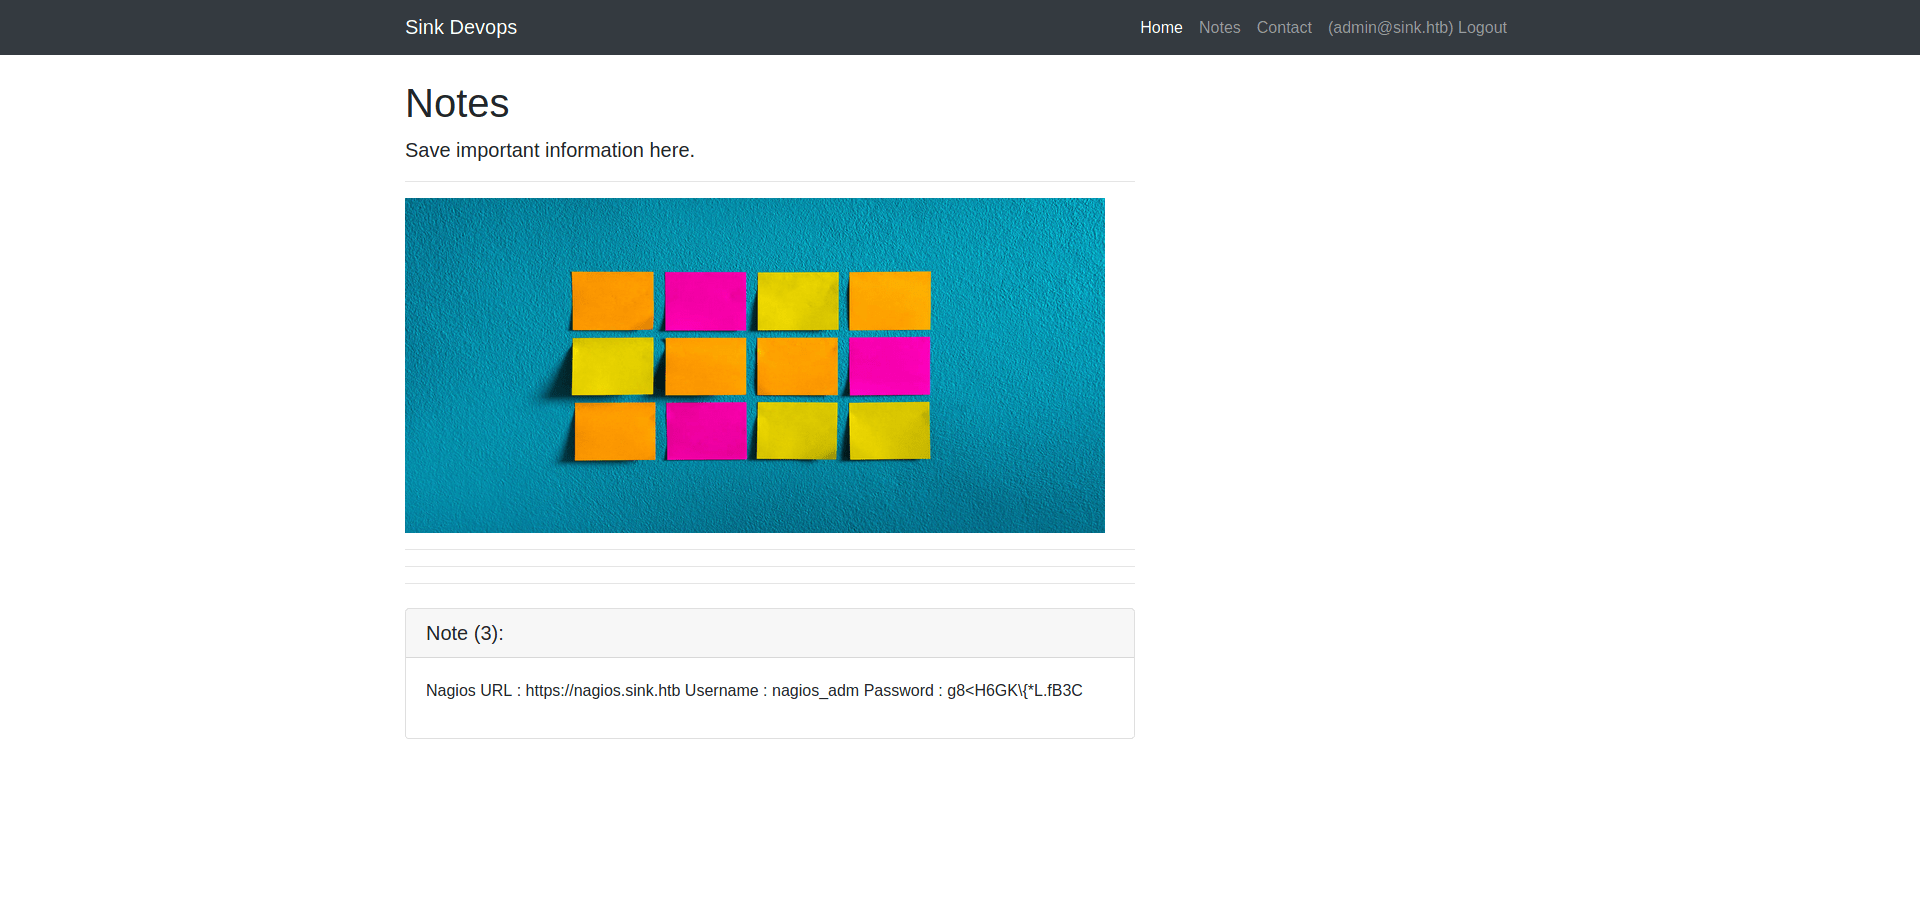 Sink Devops
Home Notes Contact (admin@sink.htb) Logout
Notes
Save important information here.
Note (3):
Nagios URL : https://nagios.sink.htb Username : nagios_adm Password : g8<H6GK\{*L.fB3C